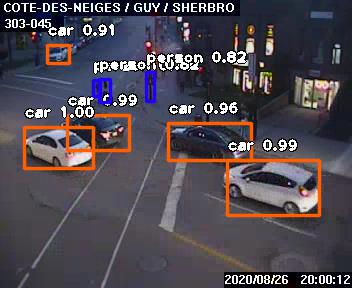 COTE-DES-NEIGES / GUY / SHERBRO
303-045
car 0.91
person 0.82
car 0.99
car 1.00
car 0.96
car 0.99
2020/08/26 20:00:12